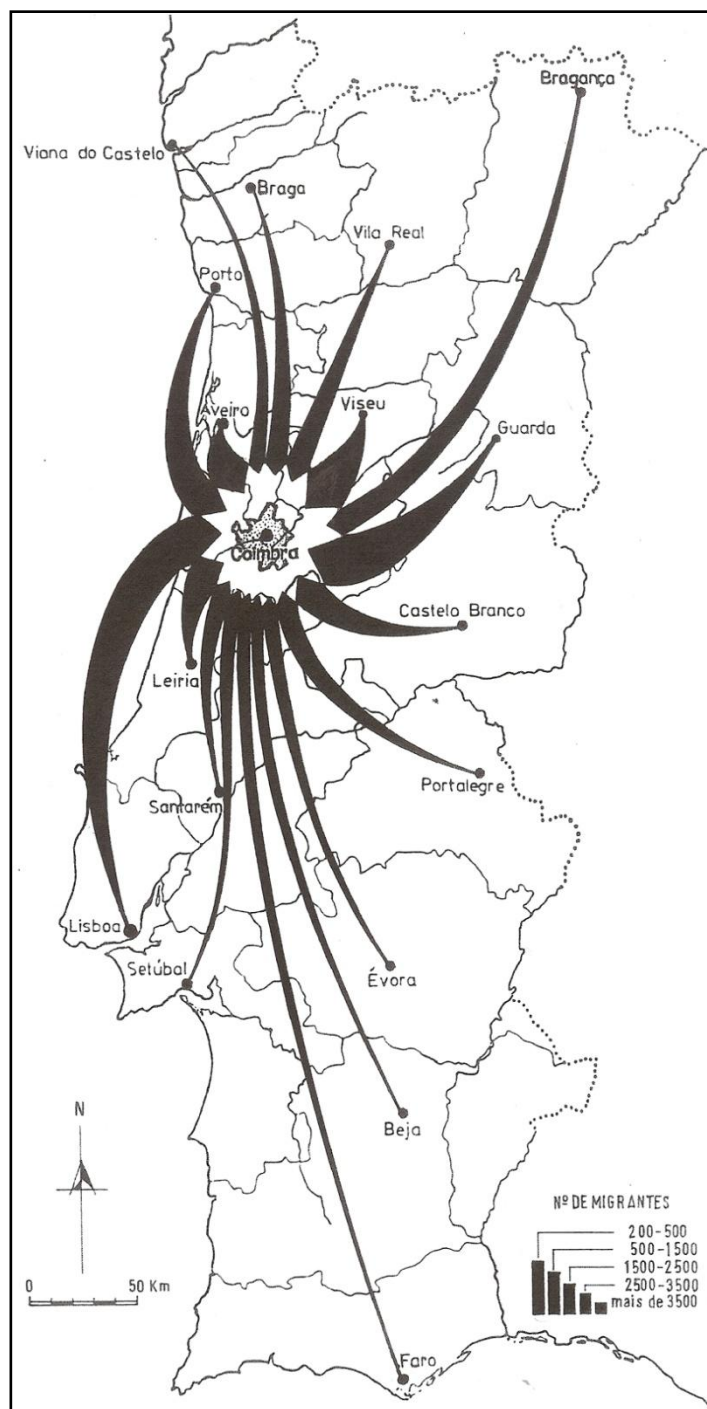 Bragança
Viana do Castelo
Braga
Vila Real
Porto
Aveiro
Viseu
Guarda
Coimbra
Castelo Branco
Leiria
Portalegre
Santarém
Lisboa
Setúbal
Évora
N
Beja
Nº DE MIGRANTES
200-500
500-1500
1500-2500
2500-3500
mais de 3500
0 50 Km
Faro